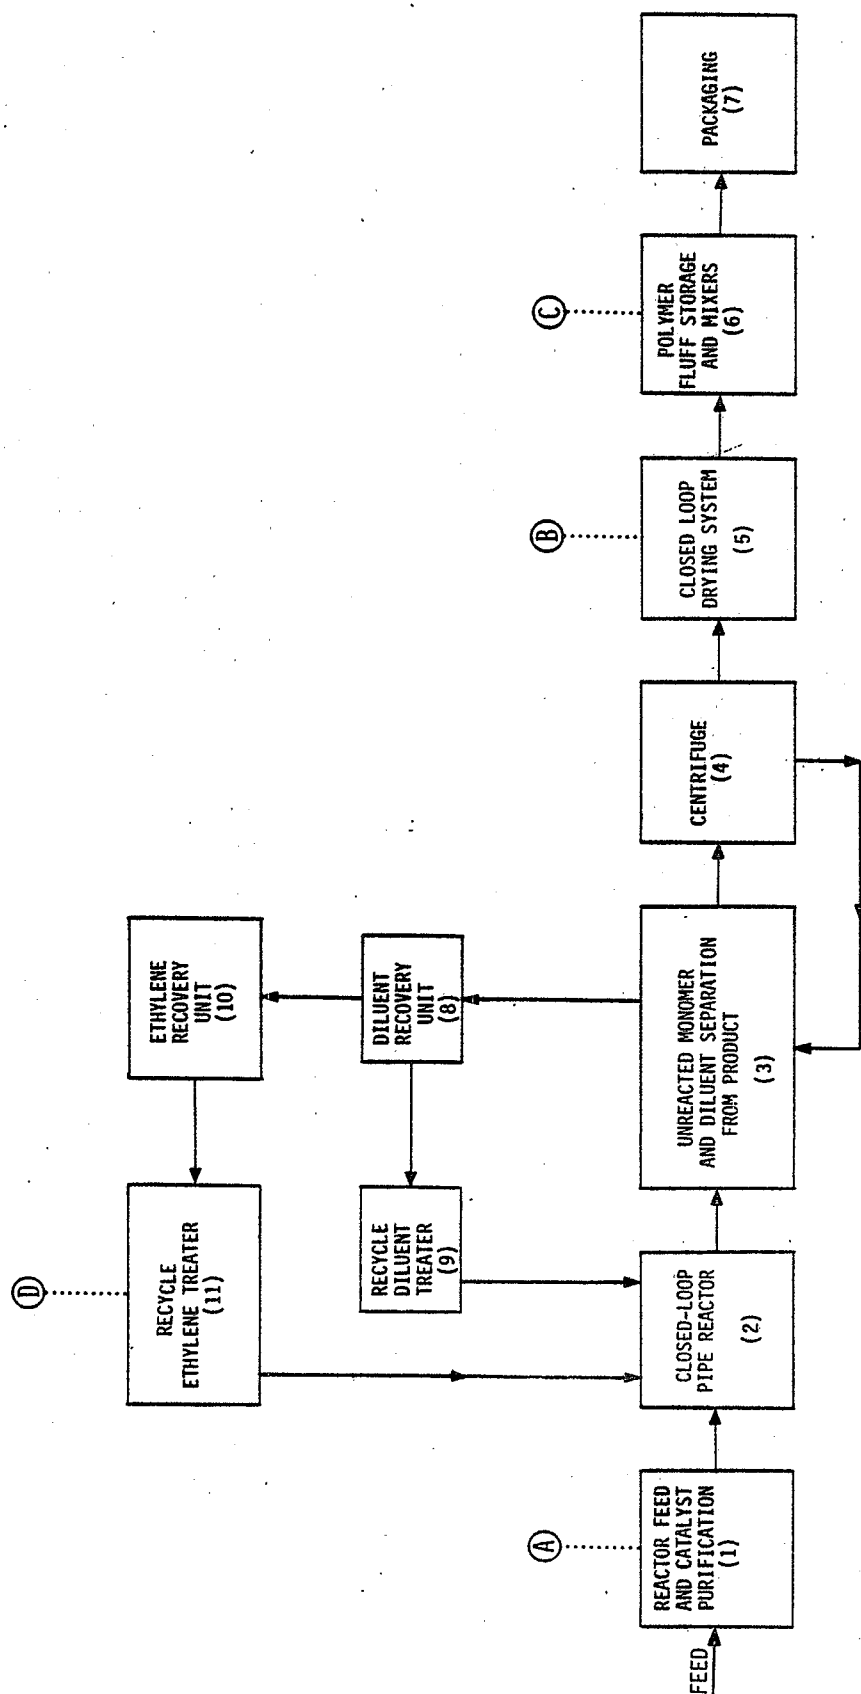 FEED
REACTOR FEED
AND CATALYST
PURIFICATION
(1)
A
CLOSED-LOOP
PIPE REACTOR
(2)
UNREACTED MONOMER
AND DILUENT SEPARATION
FROM PRODUCT
(3)
CENTRIFUGE
(4)
CLOSED LOOP
DRYING SYSTEM
(5)
B
POLYMER
FLUFF STORAGE
AND MIXERS
(6)
C
PACKAGING
(7)
DILUENT
RECOVERY
UNIT
(8)
RECYCLE
DILUENT
TREATER
(9)
ETHYLENE
RECOVERY
UNIT
(10)
RECYCLE
ETHYLENE TREATER
(11)
D